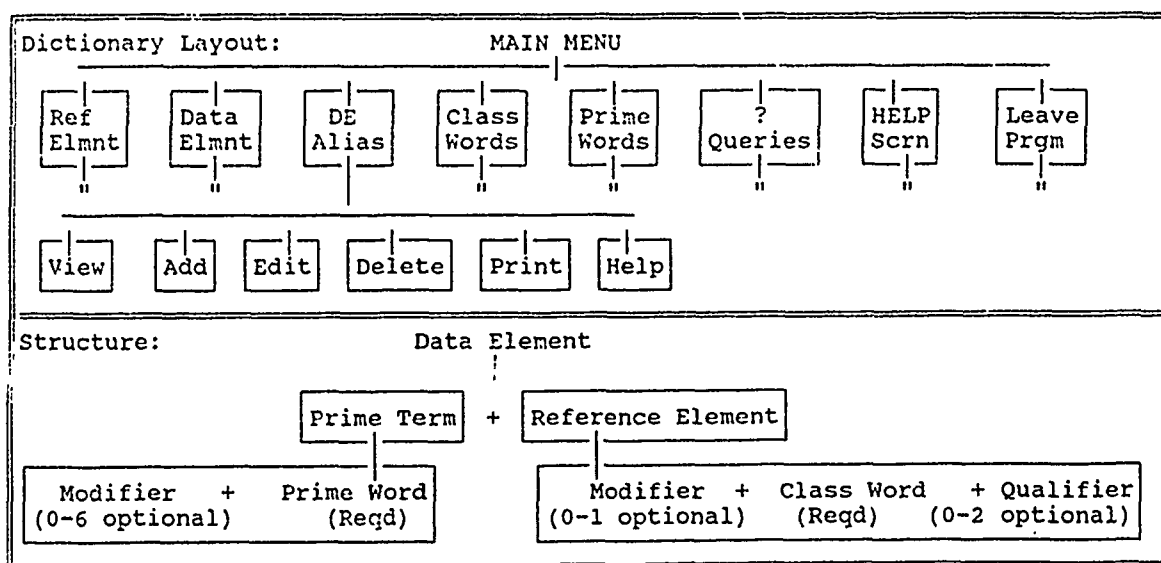 Dictionary Layout: MAIN MENU
Ref Data DE Class Prime ? HELP Leave
Elmnt Elmnt Alias Words Words Queries Scrn Prgm
" " " " " " "
View Add Edit Delete Print Help
Structure: Data Element
Prime Term + Reference Element
Modifier + Prime Word Modifier + Class Word + Qualifier
(0-6 optional) (Reqd) (0-1 optional) (Reqd) (0-2 optional)